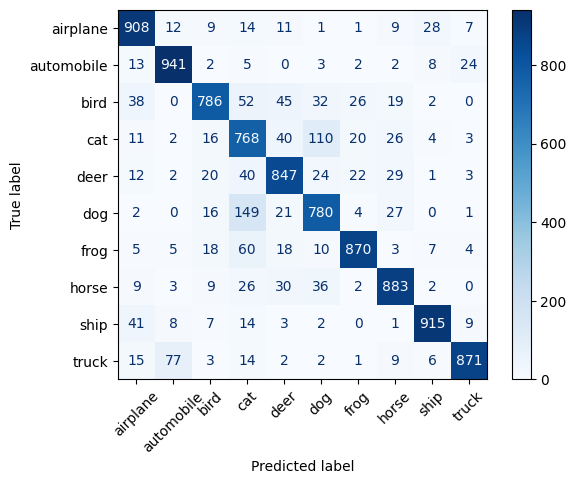 airplane 908 12 9 14 11 1 1 9 28 7
automobile 13 941 2 5 0 3 2 2 8 24
bird 38 0 786 52 45 32 26 19 2 0
cat 11 2 16 768 40 110 20 26 4 3
deer 12 2 20 40 847 24 22 29 1 3
dog 2 0 16 149 21 780 4 27 0 1
frog 5 5 18 60 18 10 870 3 7 4
horse 9 3 9 26 30 36 2 883 2 0
ship 41 8 7 14 3 2 0 1 915 9
truck 15 77 3 14 2 2 1 9 6 871
airplane automobile bird cat deer dog frog horse ship truck
Predicted label
True label
800
600
400
200
0